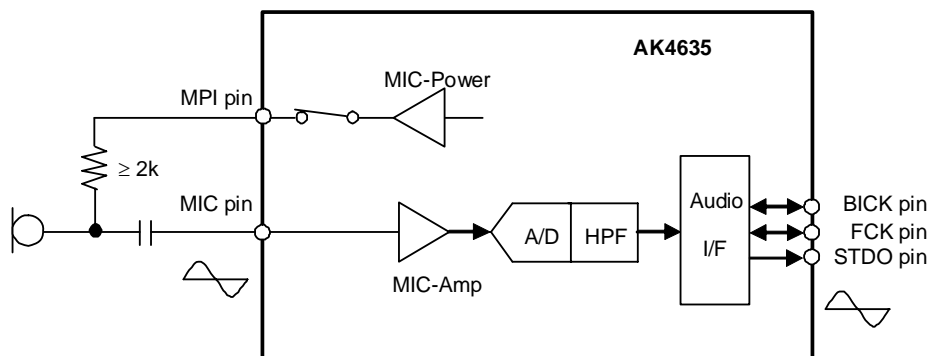 AK4635
MIC-Power
MPI pin
≥ 2k
MIC pin
Audio
I/F
A/D
HPF
MIC-Amp
BICK pin
FCK pin
STDO pin